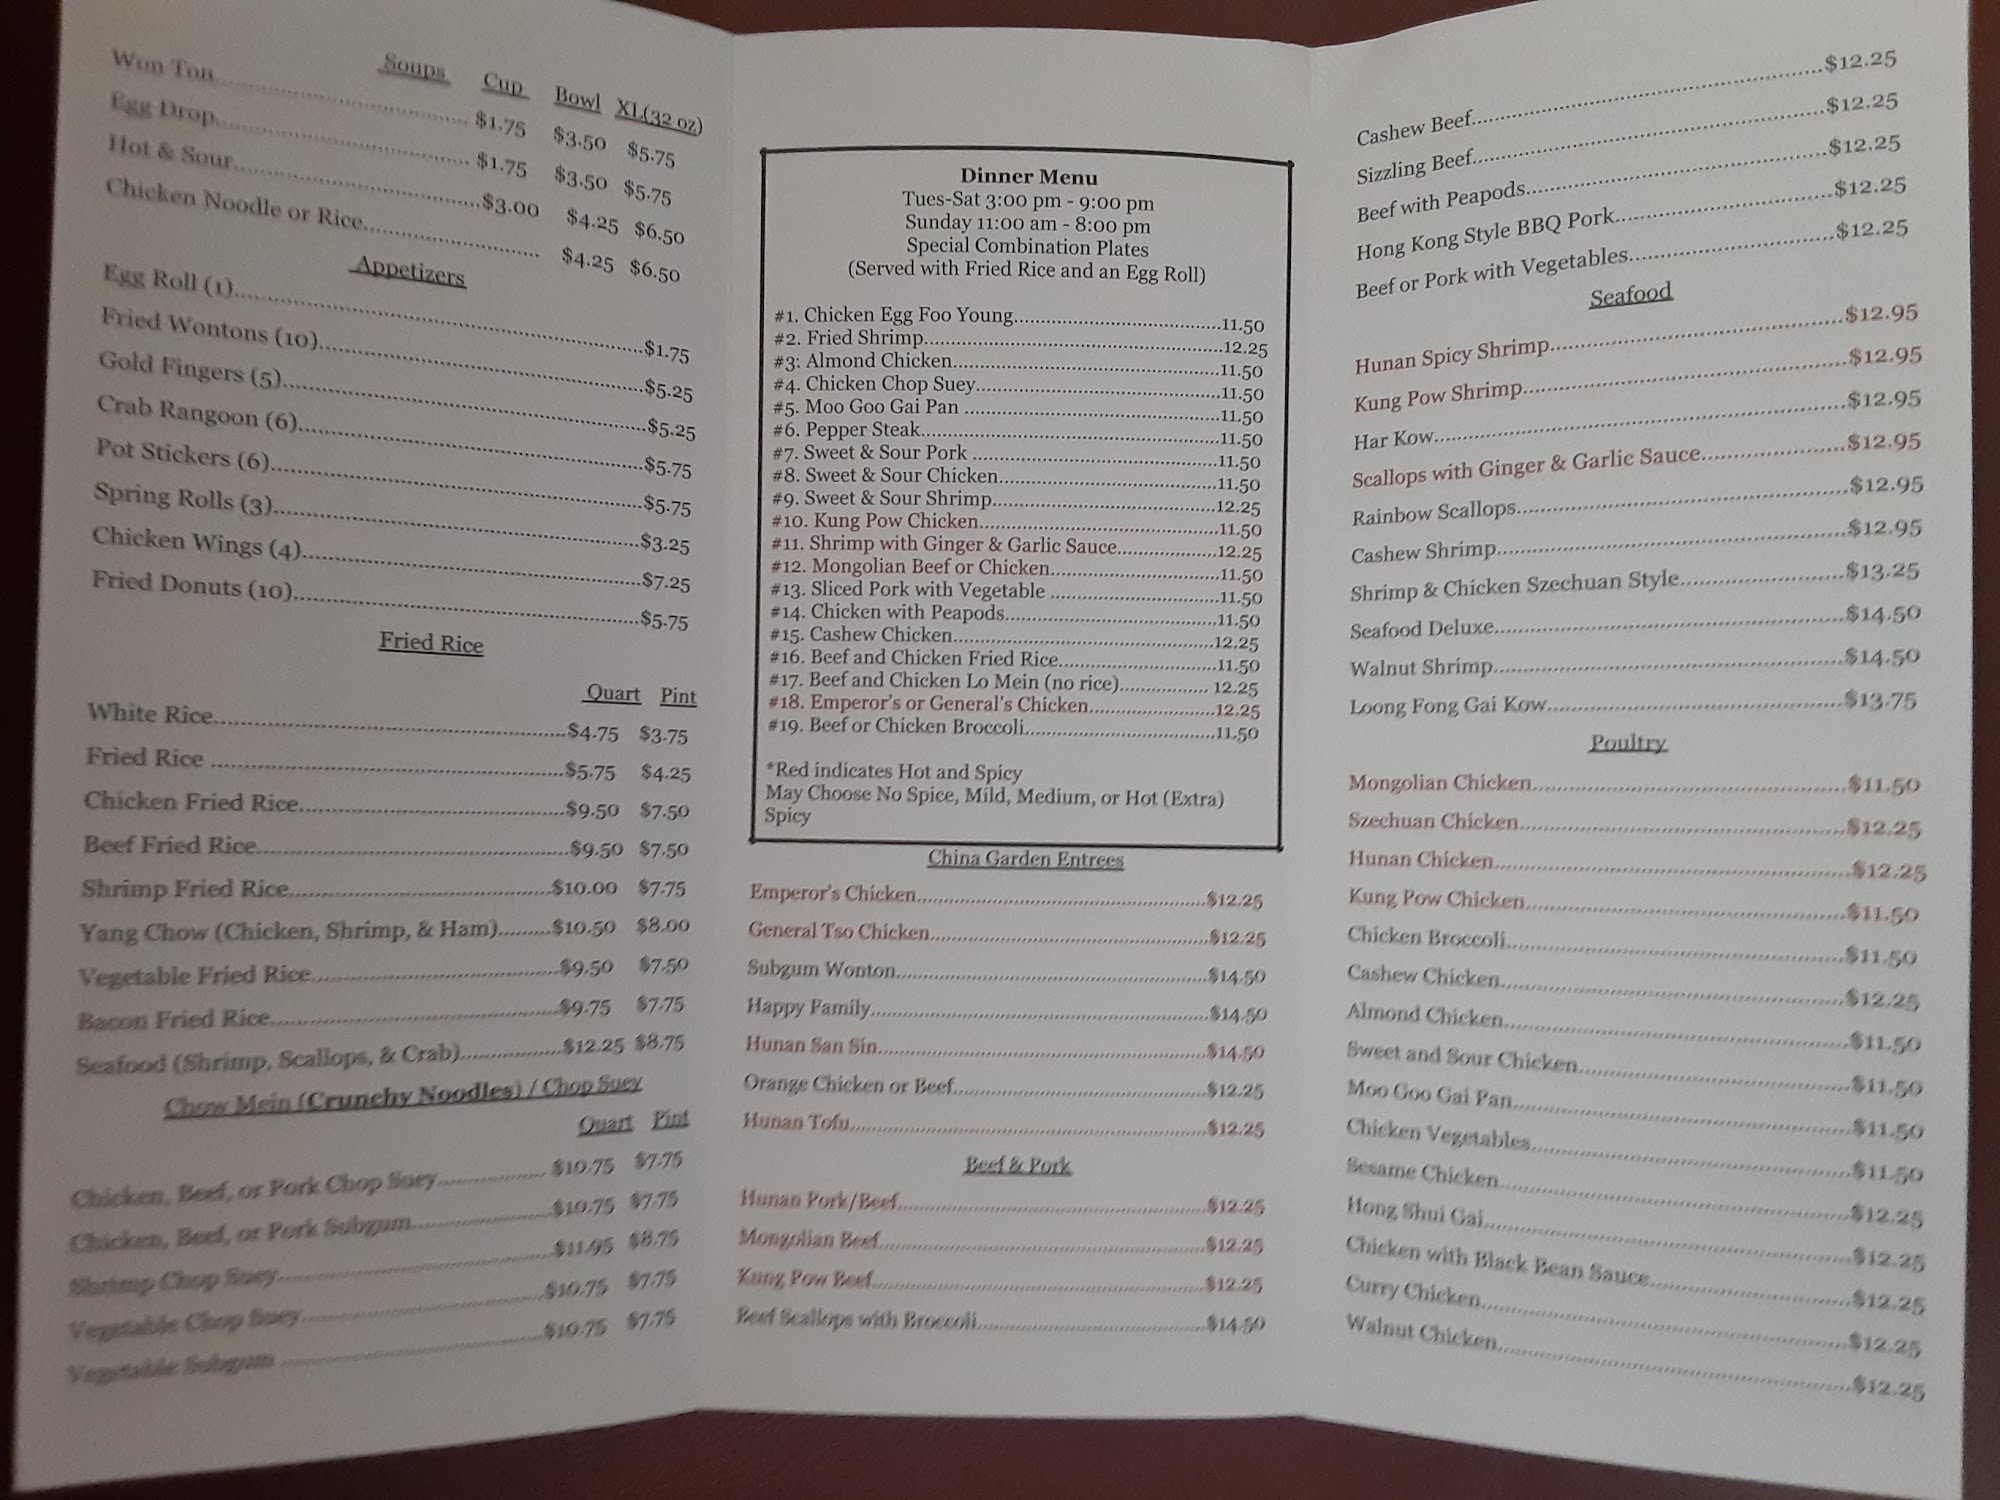 Soups Cup Bowl XL(32 oz)
Won Ton $1.75 $3.50 $5.75
Egg Drop $1.75 $3.50 $5.75
Hot & Sour $3.00 $4.25 $6.50
Chicken Noodle or Rice $4.25 $6.50
Appetizers
Egg Roll (1) $1.75
Fried Wontons (10) $5.25
Gold Fingers (5) $5.25
Crab Rangoon (6) $5.75
Pot Stickers (6) $5.75
Spring Rolls (3) $3.25
Chicken Wings (4) $7.25
Fried Donuts (10) $5.75
Fried Rice
Quart Pint
White Rice $4.75 $3.75
Fried Rice $5.75 $4.25
Chicken Fried Rice $9.50 $7.50
Beef Fried Rice $9.50 $7.50
Shrimp Fried Rice $10.00 $7.75
Yang Chow (Chicken, Shrimp, & Ham) $10.50 $8.00
Vegetable Fried Rice $9.50 $7.50
Bacon Fried Rice $9.75 $7.75
Seafood (Shrimp, Scallops, & Crab) $12.25 $8.75
Chow Mein (Crunchy Noodles) / Chop Suey
Quart Pint
Chicken, Beef, or Pork Chop Suey $10.75 $7.75
Chicken, Beef, or Pork Subgum $10.75 $7.75
Shrimp Chop Suey $11.95 $8.75
Vegetable Chop Suey $10.75 $7.75
Vegetable Subgum $10.75 $7.75
Dinner Menu
Tues-Sat 3:00 pm - 9:00 pm
Sunday 11:00 am - 8:00 pm
Special Combination Plates
(Served with Fried Rice and an Egg Roll)
#1. Chicken Egg Foo Young 11.50
#2. Fried Shrimp 12.25
#3. Almond Chicken 11.50
#4. Chicken Chop Suey 11.50
#5. Moo Goo Gai Pan 11.50
#6. Pepper Steak 11.50
#7. Sweet & Sour Pork 11.50
#8. Sweet & Sour Chicken 11.50
#9. Sweet & Sour Shrimp 12.25
#10. Kung Pow Chicken 11.50
#11. Shrimp with Ginger & Garlic Sauce 12.25
#12. Mongolian Beef or Chicken 11.50
#13. Sliced Pork with Vegetable 11.50
#14. Chicken with Peapods 11.50
#15. Cashew Chicken 12.25
#16. Beef and Chicken Fried Rice 11.50
#17. Beef and Chicken Lo Mein (no rice) 12.25
#18. Emperor's or General's Chicken 12.25
#19. Beef or Chicken Broccoli 11.50
*Red indicates Hot and Spicy
May Choose No Spice, Mild, Medium, or Hot (Extra)
Spicy
China Garden Entrees
Emperor's Chicken $12.25
General Tso Chicken $12.25
Subgum Wonton $14.50
Happy Family $14.50
Hunan San Sin $14.50
Orange Chicken or Beef $12.25
Hunan Tofu $12.25
Beef & Pork
Hunan Pork/Beef $12.25
Mongolian Beef $12.25
Kung Pow Beef $12.25
Beef Scallops with Broccoli $14.50
Cashew Beef $12.25
Sizzling Beef $12.25
Beef with Peapods $12.25
Hong Kong Style BBQ Pork $12.25
Beef or Pork with Vegetables $12.25
Seafood
Hunan Spicy Shrimp $12.95
Kung Pow Shrimp $12.95
Har Kow $12.95
Scallops with Ginger & Garlic Sauce $12.95
Rainbow Scallops $12.95
Cashew Shrimp $12.95
Shrimp & Chicken Szechuan Style $13.25
Seafood Deluxe $14.50
Walnut Shrimp $14.50
Loong Fong Gai Kow $13.75
Poultry
Mongolian Chicken $11.50
Szechuan Chicken $12.25
Hunan Chicken $12.25
Kung Pow Chicken $11.50
Chicken Broccoli $11.50
Cashew Chicken $12.25
Almond Chicken $11.50
Sweet and Sour Chicken $11.50
Moo Goo Gai Pan $11.50
Chicken Vegetables $11.50
Sesame Chicken $12.25
Hong Shui Gai $12.25
Chicken with Black Bean Sauce $12.25
Curry Chicken $12.25
Walnut Chicken $12.25